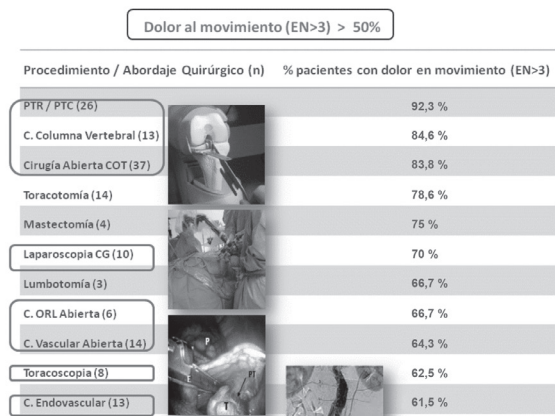 Dolor al movimiento (EN>3) > 50%
Procedimiento / Abordaje Quirúrgico (n) % pacientes con dolor en movimiento (EN>3)
PTR / PTC (26) 92,3 %
C. Columna Vertebral (13) 84,6 %
Cirugía Abierta COT (37) 83,8 %
Toracotomía (14) 78,6 %
Mastectomía (4) 75 %
Laparoscopia CG (10) 70 %
Lumbotomía (3) 66,7 %
C. ORL Abierta (6) 66,7 %
C. Vascular Abierta (14) 64,3 %
Toracoscopia (8) 62,5 %
C. Endovascular (13) 61,5 %
P
U
E
PT
T